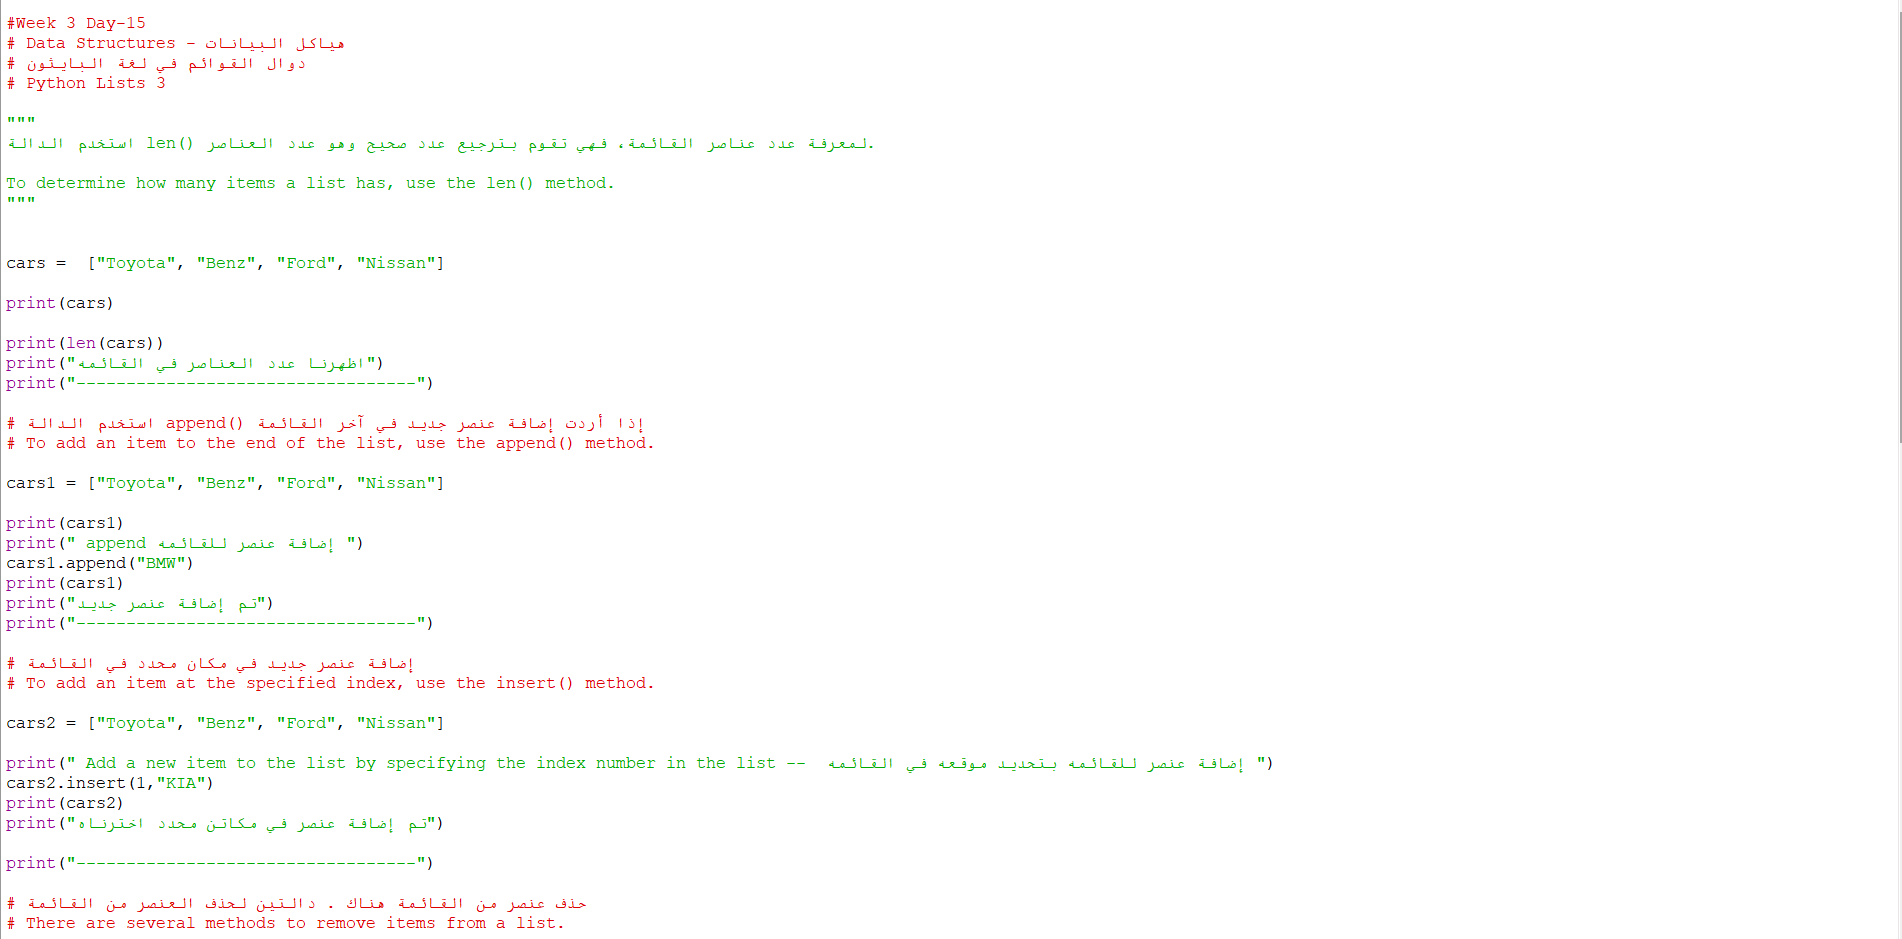 #Week 3 Day-15
# Data Structures - هياكل البيانات
# دوال القوائم في لغة البايثون
# Python Lists 3
"""
استخدم الدالة len() لمعرفة عدد عناصر القائمة، فهي تقوم بترجيع عدد صحيح وهو عدد العناصر.
To determine how many items a list has, use the len() method.
"""
cars =  ["Toyota", "Benz", "Ford", "Nissan"]
print(cars)
print(len(cars))
print("اظهرنا عدد العناصر في القائمه")
print("----------------------------------")
# استخدم الدالة append() إذا أردت إضافة عنصر جديد في آخر القائمة
# To add an item to the end of the list, use the append() method.
cars1 = ["Toyota", "Benz", "Ford", "Nissan"]
print(cars1)
print(" append إضافة عنصر للقائمه ")
cars1.append("BMW")
print(cars1)
print("تم إضافة عنصر جديد")
print("----------------------------------")
# إضافة عنصر جديد في مكان محدد في القائمة
# To add an item at the specified index, use the insert() method.
cars2 = ["Toyota", "Benz", "Ford", "Nissan"]
print(" Add a new item to the list by specifying the index number in the list --  إضافة عنصر للقائمه بتحديد موقعه في القائمه ")
cars2.insert(1,"KIA")
print(cars2)
print("تم إضافة عنصر في مكاتن محدد اخترناه")
print("----------------------------------")
# حذف عنصر من القائمة هناك . دالتين لحذف العنصر من القائمة
# There are several methods to remove items from a list.